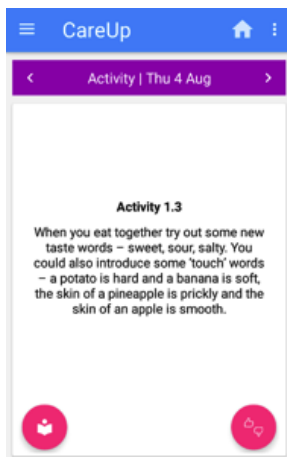 CareUp
Activity | Thu 4 Aug
Activity 1.3
When you eat together try out some new
taste words – sweet, sour, salty. You
could also introduce some 'touch' words
– a potato is hard and a banana is soft,
the skin of a pineapple is prickly and the
skin of an apple is smooth.